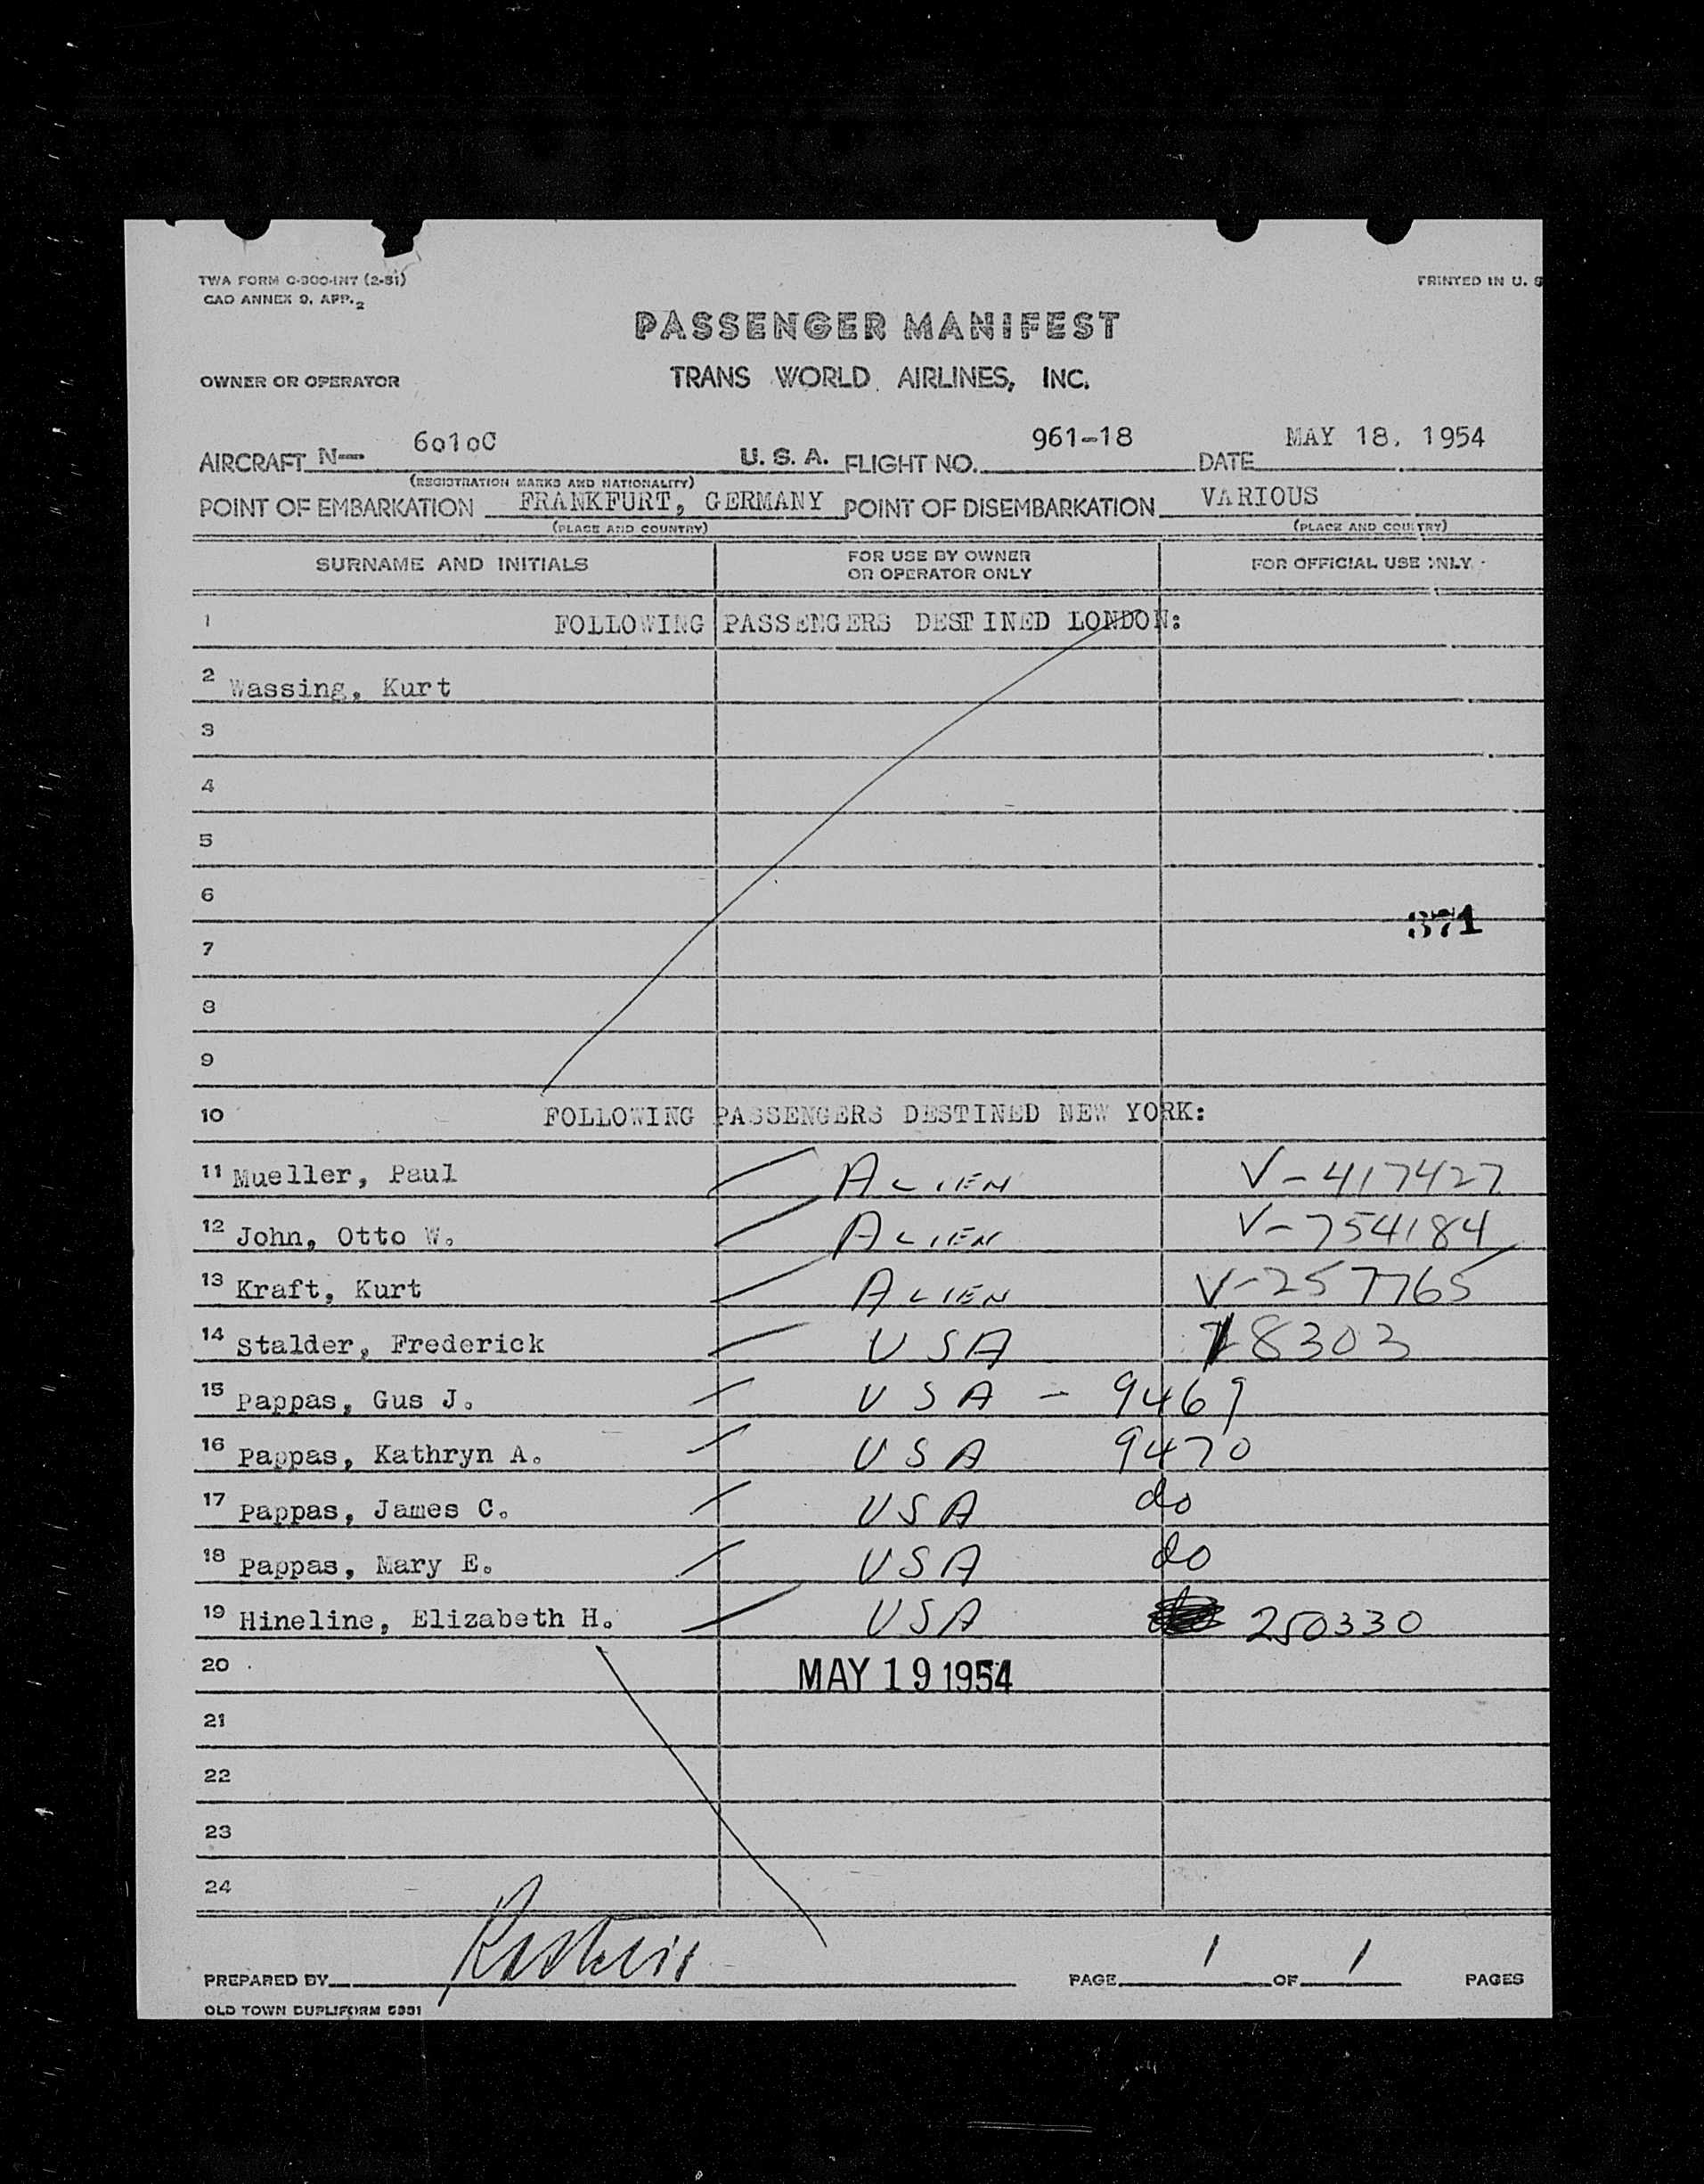 TWA FORM C-300-INT (2-51)
CAO ANNEX 9, APP. 2
PRINTED IN U. S
PASSENGER MANIFEST
OWNER OR OPERATOR TRANS WORLD AIRLINES, INC.
AIRCRAFT N— 6010C U. S. A. FLIGHT NO. 961-18 DATE MAY 18, 1954
(REGISTRATION MARKS AND NATIONALITY)
POINT OF EMBARKATION FRANKFURT, GERMANY POINT OF DISEMBARKATION VARIOUS
(PLACE AND COUNTRY) (PLACE AND COUNTRY)
SURNAME AND INITIALS FOR USE BY OWNER OR OPERATOR ONLY FOR OFFICIAL USE ONLY
1 FOLLOWING PASSENGERS DESTINED LONDON:
2 Wassing, Kurt
3
4
5
6
371
7
8
9
10 FOLLOWING PASSENGERS DESTINED NEW YORK:
11 Mueller, Paul ALIEN V-417427
12 John, Otto W. ALIEN V-754184
13 Kraft, Kurt ALIEN V-257765
14 Stalder, Frederick USA 8303
15 Pappas, Gus J. USA - 9469
16 Pappas, Kathryn A. USA 9470
17 Pappas, James C. USA do
18 Pappas, Mary E. USA do
19 Hineline, Elizabeth H. USA 250330
20 MAY 19 1954
21
22
23
24
PREPARED BY PAGE 1 OF 1 PAGES
OLD TOWN DUPLIFORM 5331